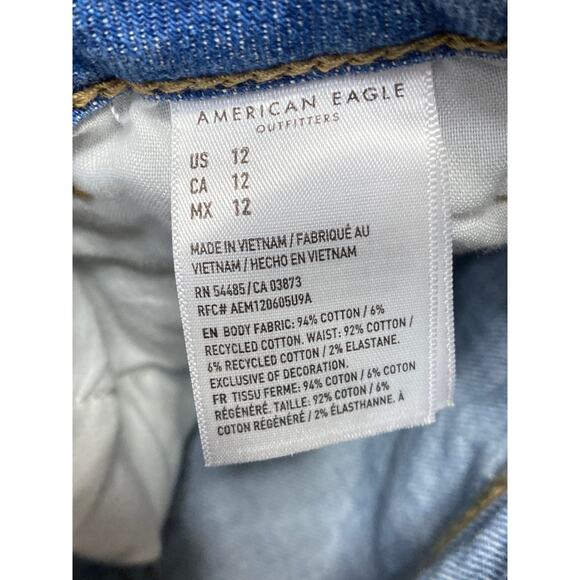 AMERICAN EAGLE
OUTFITTERS
US 12
CA 12
MX 12
MADE IN VIETNAM / FABRIQUÉ AU
VIETNAM / HECHO EN VIETNAM
RN 54485 / CA 03873
RFC# AEM120605U9A
EN BODY FABRIC: 94% COTTON / 6%
RECYCLED COTTON. WAIST: 92% COTTON /
6% RECYCLED COTTON / 2% ELASTANE.
EXCLUSIVE OF DECORATION.
FR TISSU FERME: 94% COTON / 6% COTON
RÉGÉNÉRÉ. TAILLE: 92% COTON / 6%
COTON RÉGÉNÉRÉ / 2% ÉLASTHANNE. À